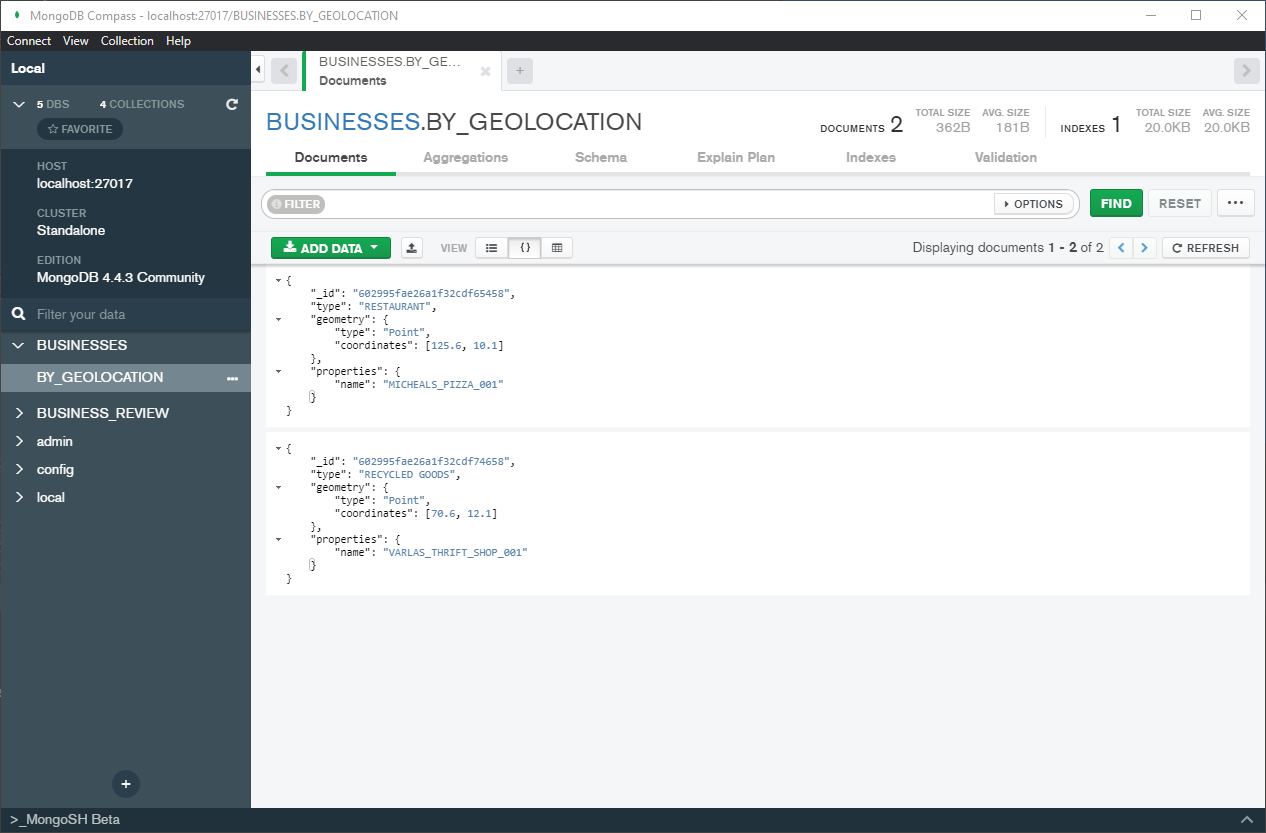 MongoDB Compass - localhost:27017/BUSINESSES.BY_GEOLOCATION
Connect View Collection Help
Local
5 DBS 4 COLLECTIONS
FAVORITE
HOST
localhost:27017
CLUSTER
Standalone
EDITION
MongoDB 4.4.3 Community
Filter your data
BUSINESSES
BY_GEOLOCATION
BUSINESS_REVIEW
admin
config
local
>_MongoSH Beta
BUSINESSES.BY_GE...
Documents
BUSINESSES.BY_GEOLOCATION
DOCUMENTS 2
TOTAL SIZE 362B
AVG. SIZE 181B
INDEXES 1
TOTAL SIZE 20.0KB
AVG. SIZE 20.0KB
Documents Aggregations Schema Explain Plan Indexes Validation
FILTER OPTIONS FIND RESET ...
ADD DATA VIEW {} Displaying documents 1 - 2 of 2 < > REFRESH
{
"_id": "602995fae26a1f32cdf65458",
"type": "RESTAURANT",
"geometry": {
"type": "Point",
"coordinates": [125.6, 10.1]
},
"properties": {
"name": "MICHEALS_PIZZA_001"
}
}
{
"_id": "602995fae26a1f32cdf74658",
"type": "RECYCLED GOODS",
"geometry": {
"type": "Point",
"coordinates": [70.6, 12.1]
},
"properties": {
"name": "VARLAS_THRIFT_SHOP_001"
}
}